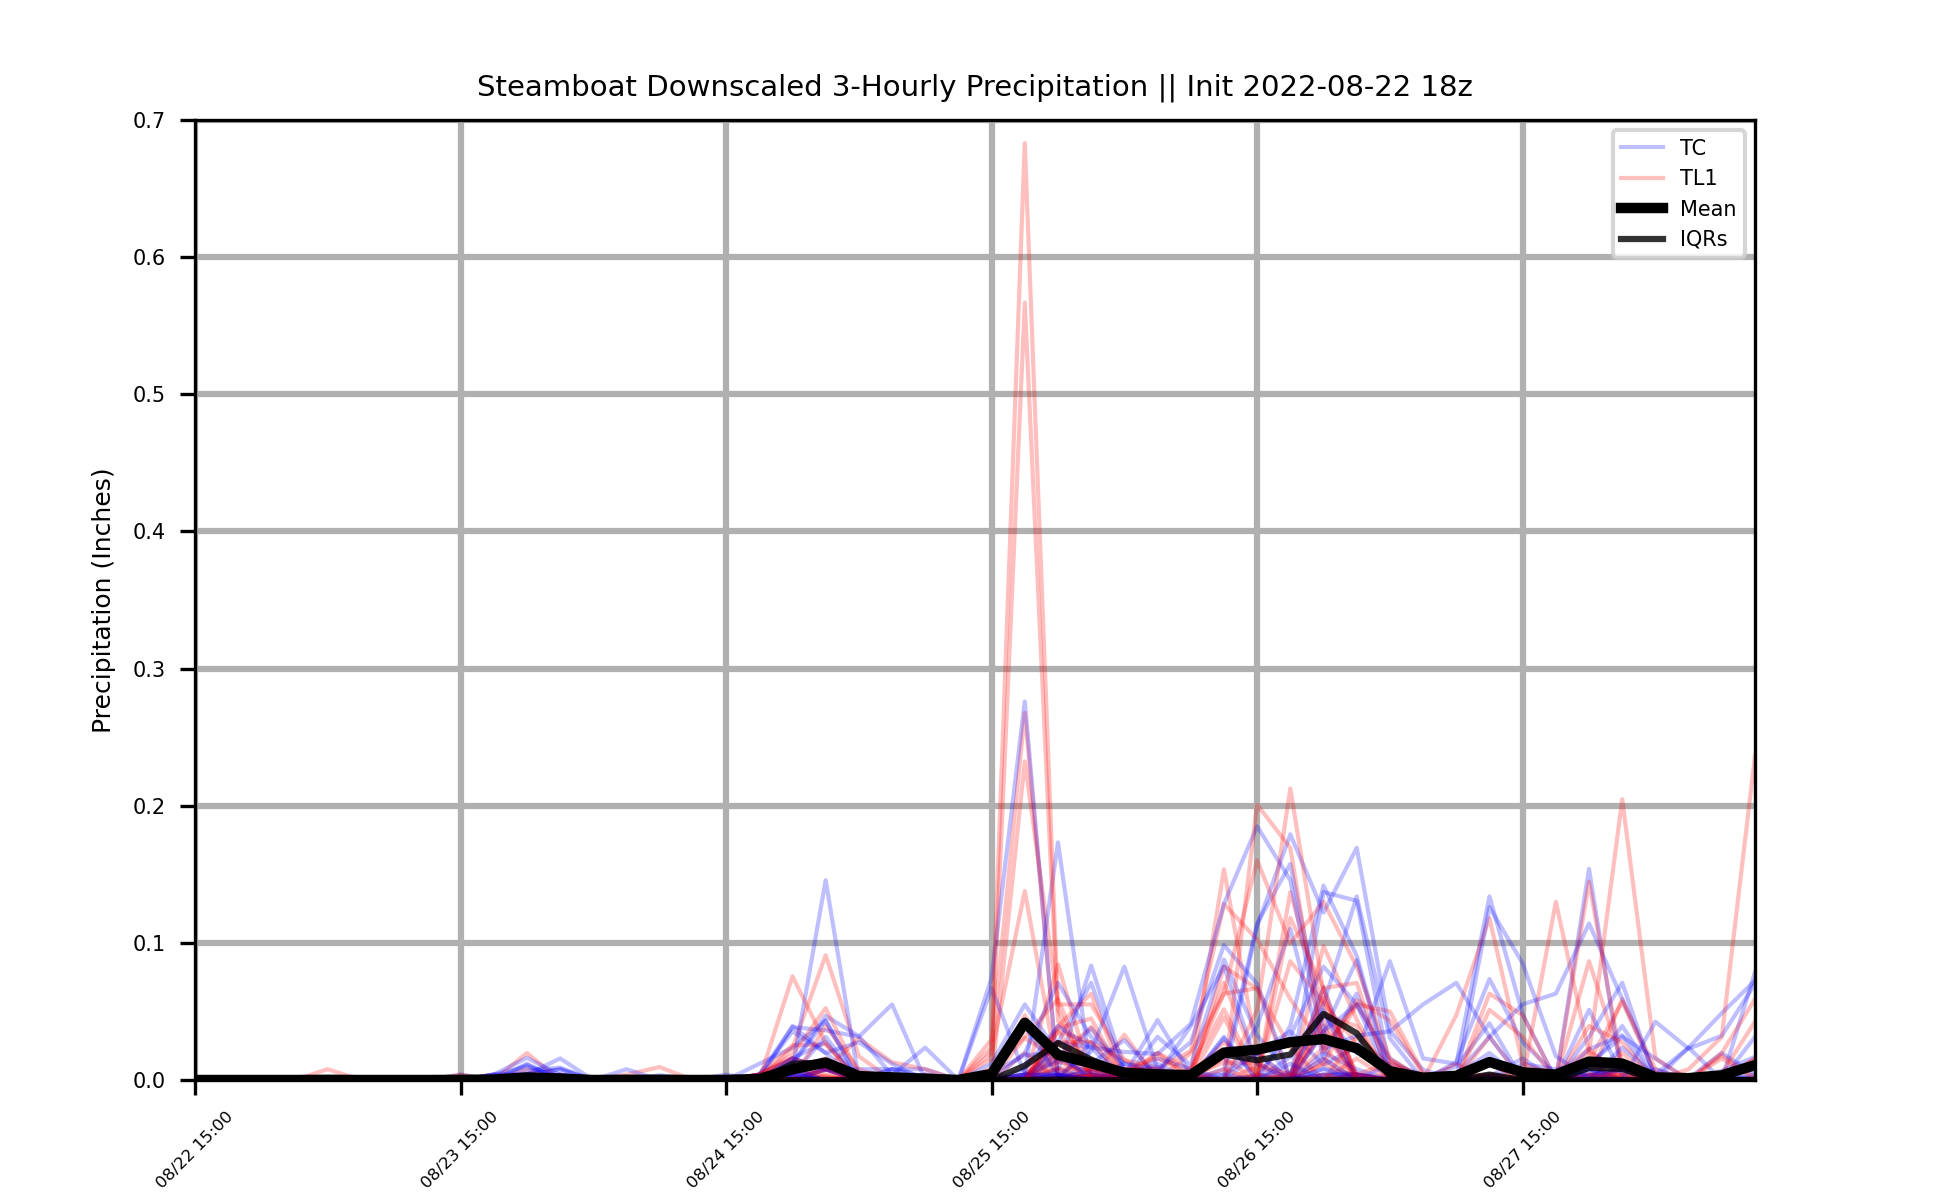 Steamboat Downscaled 3-Hourly Precipitation || Init 2022-08-22 18z
Precipitation (Inches)
0.7
0.6
0.5
0.4
0.3
0.2
0.1
0.0
TC
TL1
Mean
IQRs
08/22 15:00
08/23 15:00
08/24 15:00
08/25 15:00
08/26 15:00
08/27 15:00